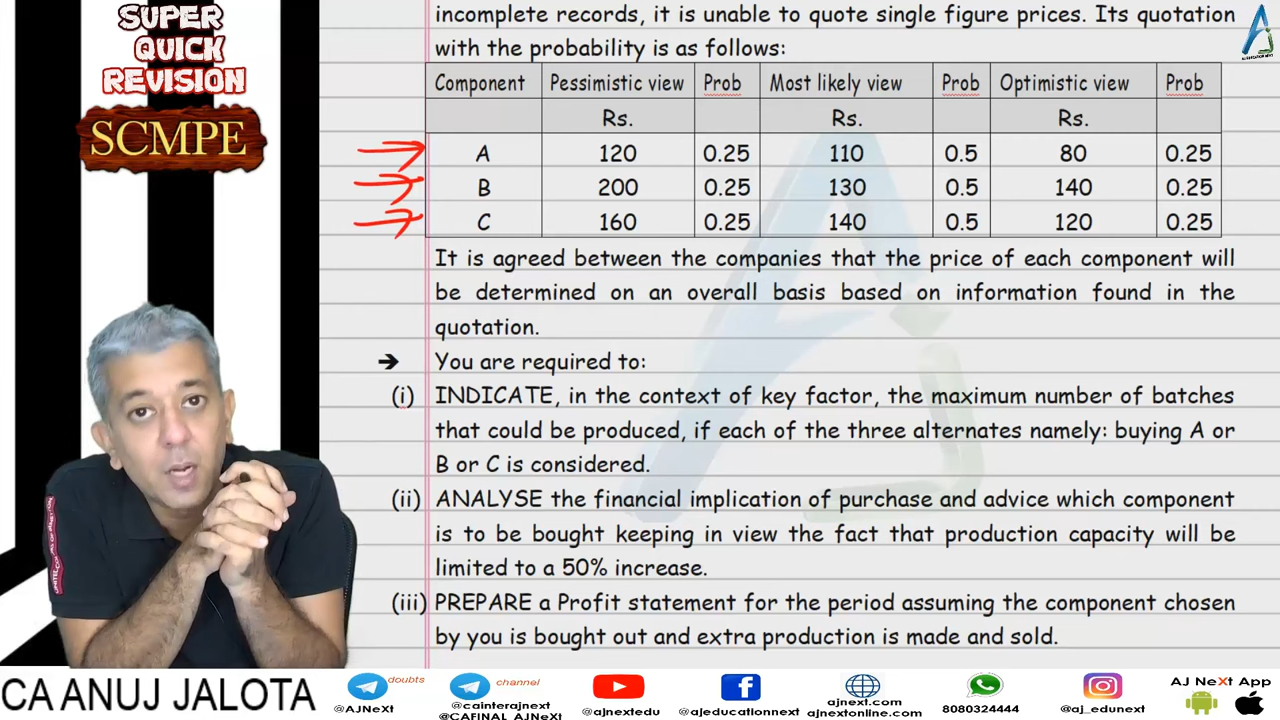 SUPER
QUICK
REVISION
SCMPE
incomplete records, it is unable to quote single figure prices. Its quotation
with the probability is as follows:
Component Pessimistic view Prob Most likely view Prob Optimistic view Prob
Rs. Rs. Rs.
A 120 0.25 110 0.5 80 0.25
B 200 0.25 130 0.5 140 0.25
C 160 0.25 140 0.5 120 0.25
It is agreed between the companies that the price of each component will
be determined on an overall basis based on information found in the
quotation.
➔ You are required to:
(i) INDICATE, in the context of key factor, the maximum number of batches
that could be produced, if each of the three alternates namely: buying A or
B or C is considered.
(ii) ANALYSE the financial implication of purchase and advice which component
is to be bought keeping in view the fact that production capacity will be
limited to a 50% increase.
(iii) PREPARE a Profit statement for the period assuming the component chosen
by you is bought out and extra production is made and sold.
CA ANUJ JALOTA
doubts
@AJNeXt
channel
@cainterajnext
@CAFINAL_AJNeXt
@ajnextedu
@ajeducationnext
ajnext.com
ajnextonline.com
8080324444
@aj_edunext
AJ NeXt App